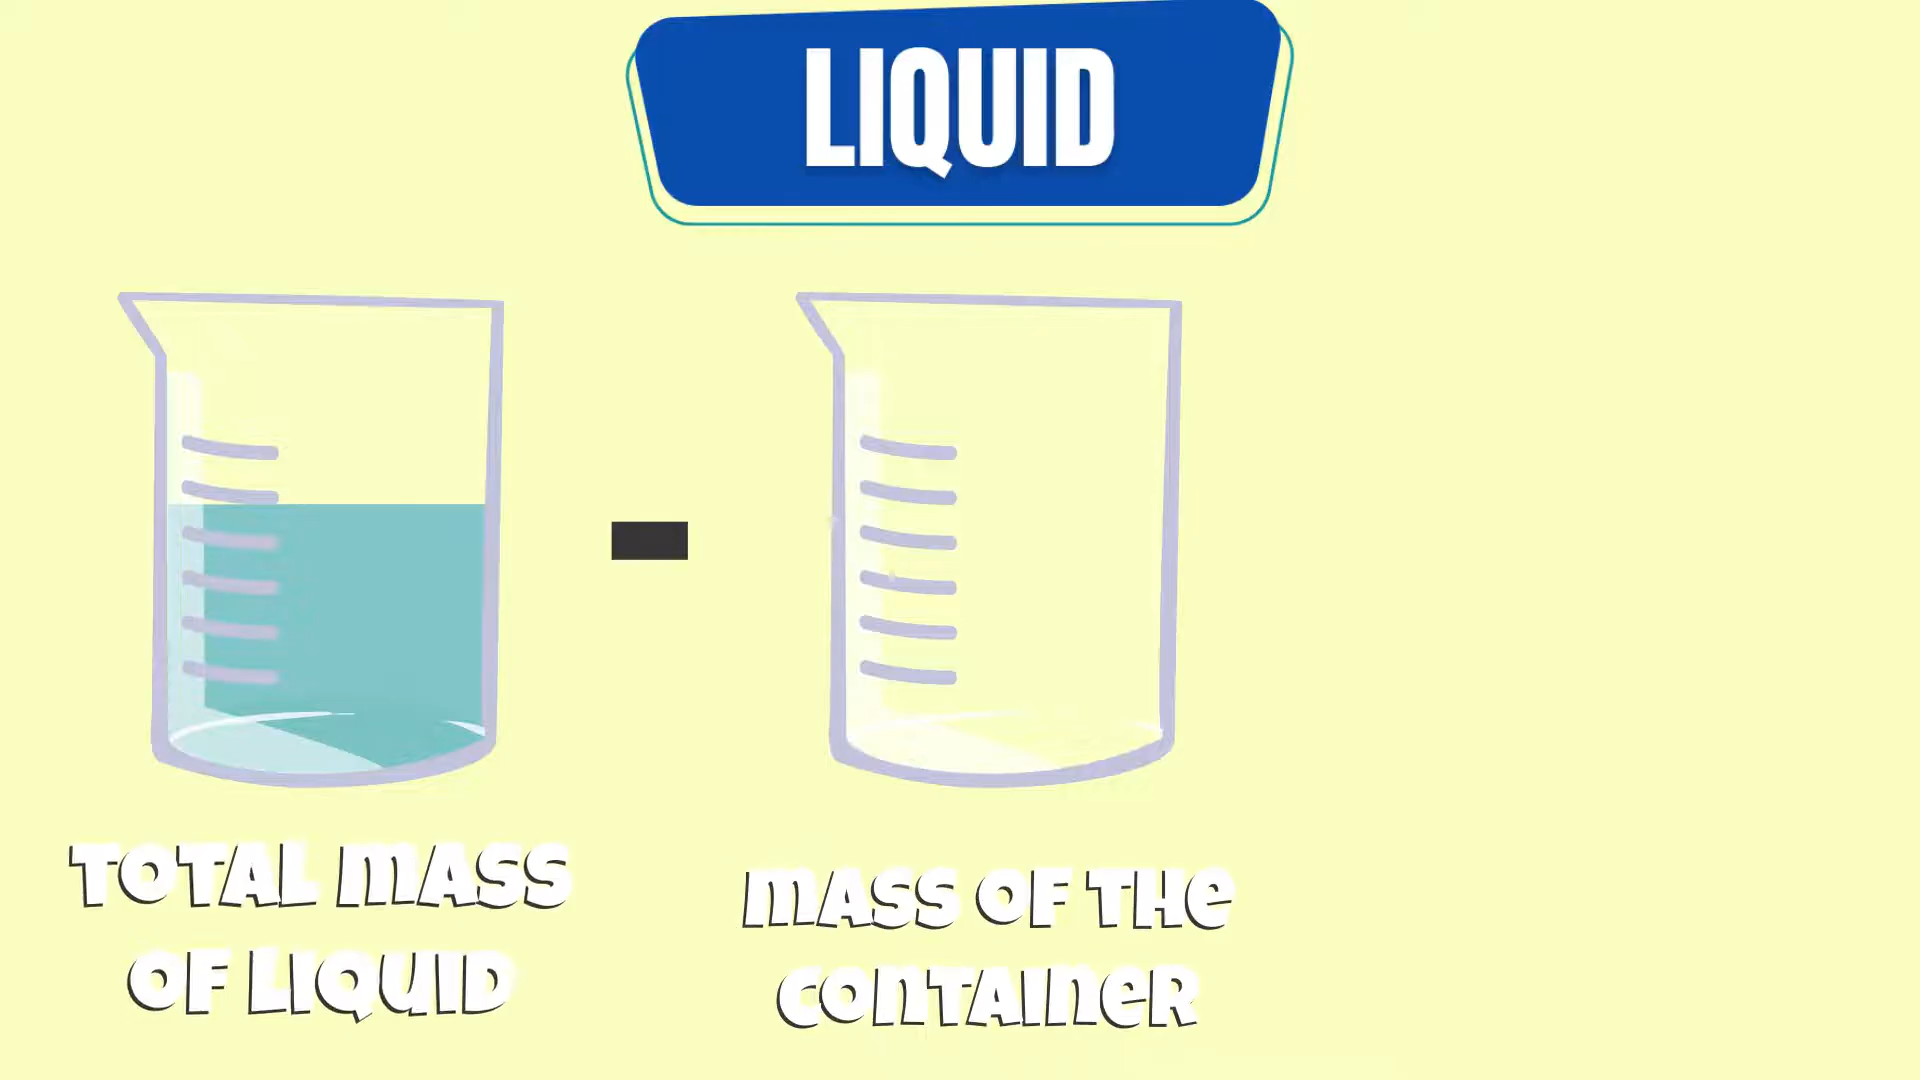 LIQUID
TOTAL MASS
OF LIQUID
MASS OF THE
CONTAINER